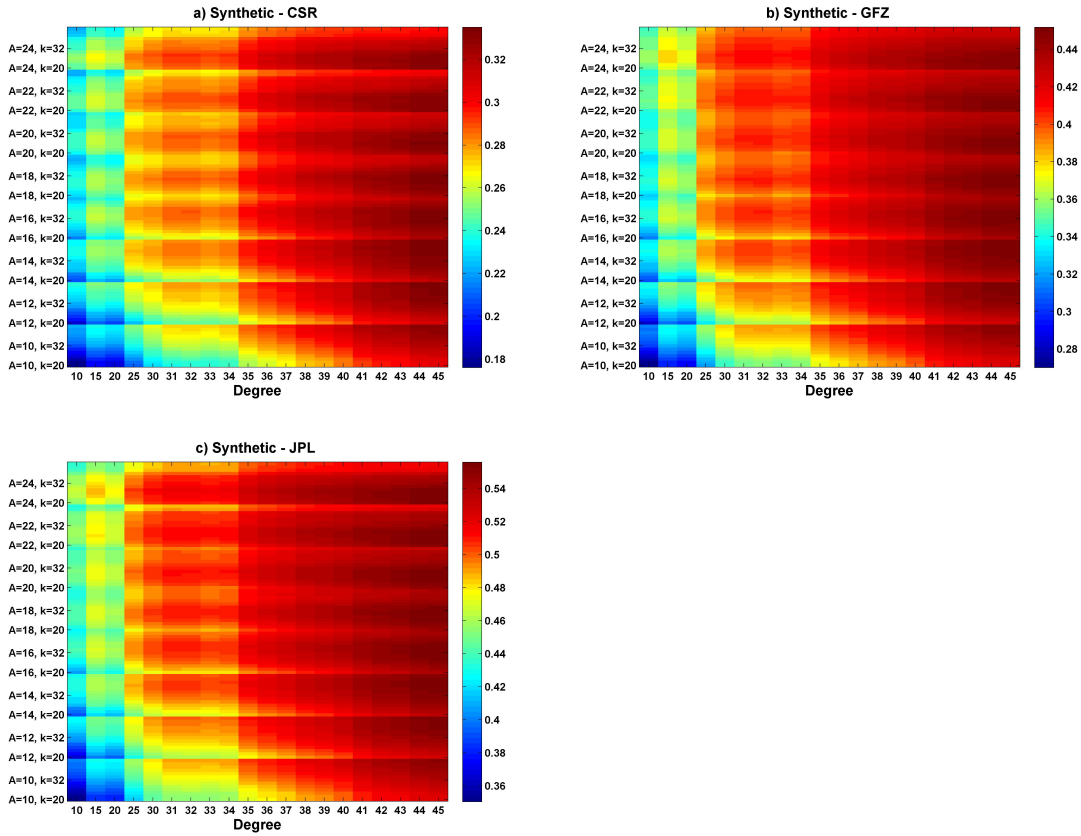 a) Synthetic - CSR
A=24, k=32
A=24, k=20
A=22, k=32
A=22, k=20
A=20, k=32
A=20, k=20
A=18, k=32
A=18, k=20
A=16, k=32
A=16, k=20
A=14, k=32
A=14, k=20
A=12, k=32
A=12, k=20
A=10, k=32
A=10, k=20
10 15 20 25 30 31 32 33 34 35 36 37 38 39 40 41 42 43 44 45
Degree
0.32
0.3
0.28
0.26
0.24
0.22
0.2
0.18
b) Synthetic - GFZ
A=24, k=32
A=24, k=20
A=22, k=32
A=22, k=20
A=20, k=32
A=20, k=20
A=18, k=32
A=18, k=20
A=16, k=32
A=16, k=20
A=14, k=32
A=14, k=20
A=12, k=32
A=12, k=20
A=10, k=32
A=10, k=20
10 15 20 25 30 31 32 33 34 35 36 37 38 39 40 41 42 43 44 45
Degree
0.44
0.42
0.4
0.38
0.36
0.34
0.32
0.3
0.28
c) Synthetic - JPL
A=24, k=32
A=24, k=20
A=22, k=32
A=22, k=20
A=20, k=32
A=20, k=20
A=18, k=32
A=18, k=20
A=16, k=32
A=16, k=20
A=14, k=32
A=14, k=20
A=12, k=32
A=12, k=20
A=10, k=32
A=10, k=20
10 15 20 25 30 31 32 33 34 35 36 37 38 39 40 41 42 43 44 45
Degree
0.54
0.52
0.5
0.48
0.46
0.44
0.42
0.4
0.38
0.36